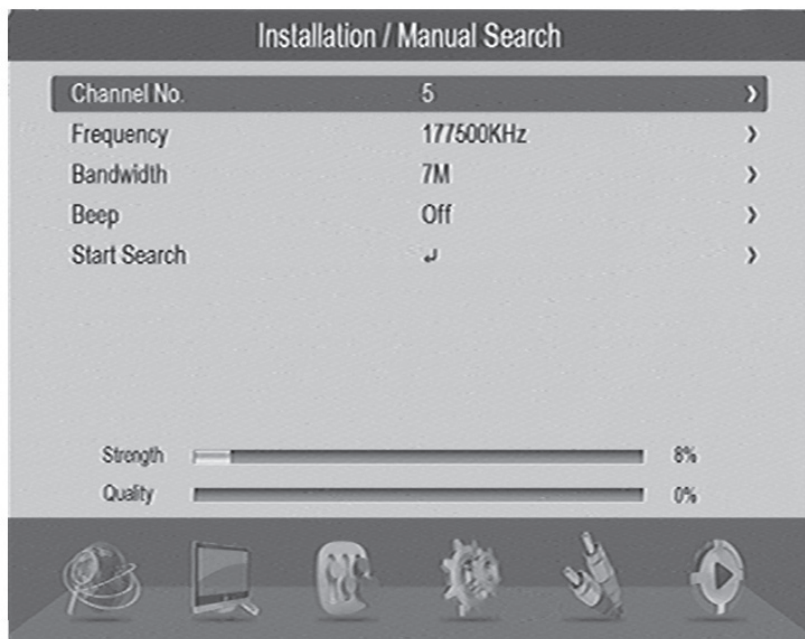 Installation / Manual Search
Channel No. 5
Frequency 177500KHz
Bandwidth 7M
Beep Off
Start Search
Strength 8%
Quality 0%